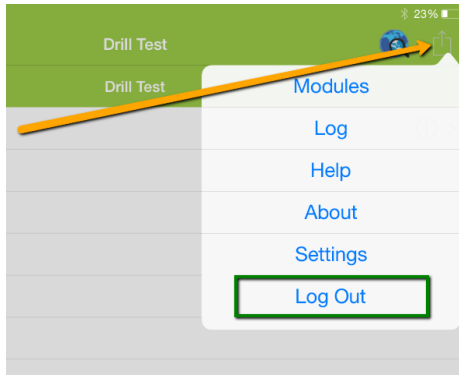 23%
Drill Test
Drill Test
Modules
Log
Help
About
Settings
Log Out